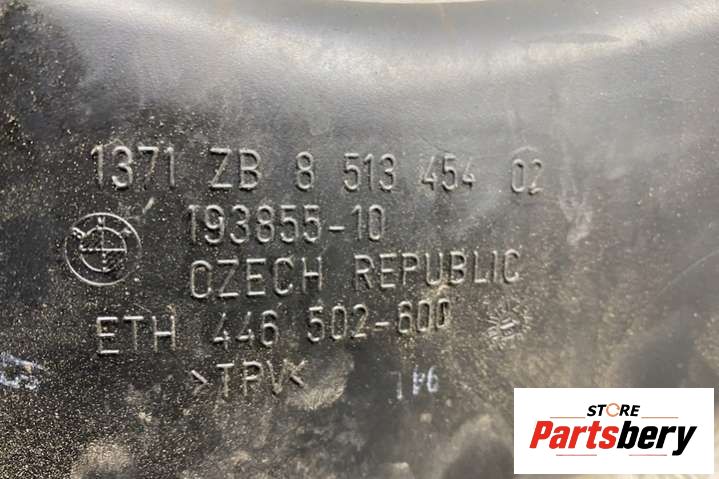 1371 ZB 8 513 454 02
193855-10
CZECH REPUBLIC
ETH 446 502-600
>TPV<
STORE
Partsbery